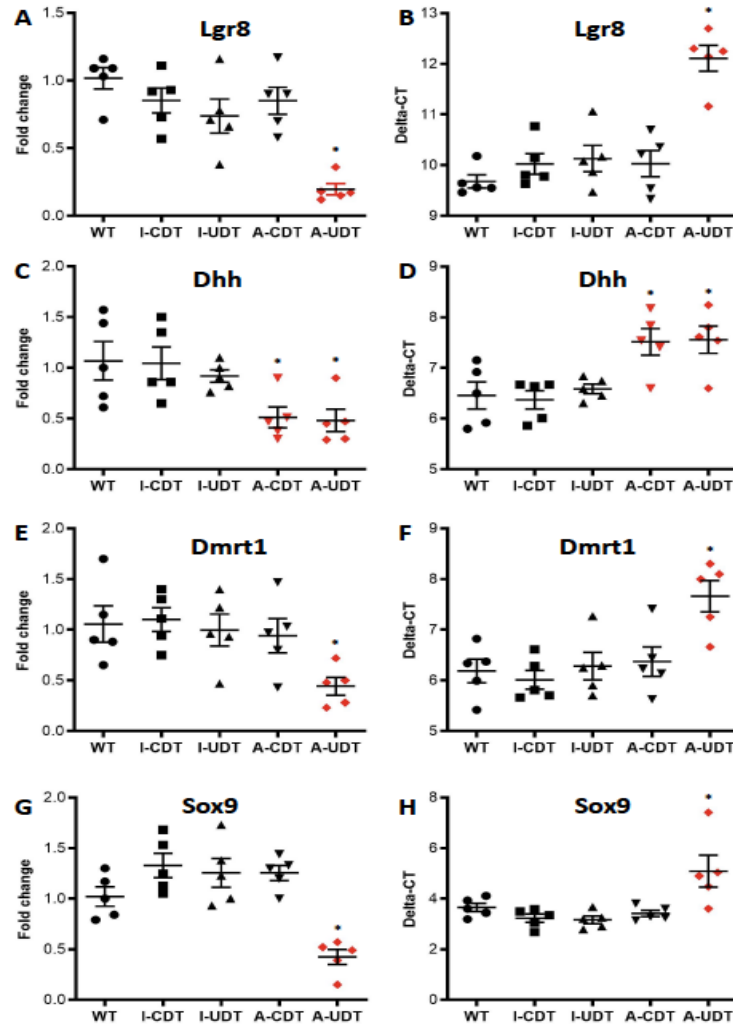 A Lgr8
Fold change
1.5
1.0
0.5
0.0
WT I-CDT I-UDT A-CDT A-UDT
*
B Lgr8
Delta-CT
13
12
11
10
9
WT I-CDT I-UDT A-CDT A-UDT
*
C Dhh
Fold change
2.0
1.5
1.0
0.5
0.0
WT I-CDT I-UDT A-CDT A-UDT
* *
D Dhh
Delta-CT
9
8
7
6
5
WT I-CDT I-UDT A-CDT A-UDT
* *
E Dmrt1
Fold change
2.0
1.5
1.0
0.5
0.0
WT I-CDT I-UDT A-CDT A-UDT
*
F Dmrt1
Delta-CT
9
8
7
6
5
WT I-CDT I-UDT A-CDT A-UDT
*
G Sox9
Fold change
2.0
1.5
1.0
0.5
0.0
WT I-CDT I-UDT A-CDT A-UDT
*
H Sox9
Delta-CT
8
6
4
2
0
WT I-CDT I-UDT A-CDT A-UDT
*